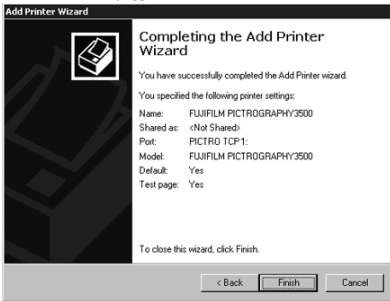 Add Printer Wizard
Completing the Add Printer
Wizard
You have successfully completed the Add Printer wizard.
You specified the following printer settings:
Name: FUJIFILM PICTROGRAPHY3500
Shared as: <Not Shared>
Port: PICTRO TCP1:
Model: FUJIFILM PICTROGRAPHY3500
Default: Yes
Test page: Yes
To close this wizard, click Finish.
< Back Finish Cancel